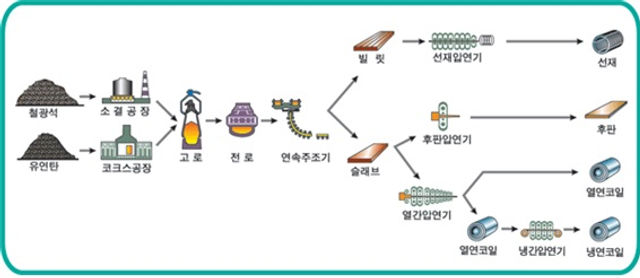 철광석
소결공장
유연탄
코크스공장
고로
전로
연속주조기
빌릿
선재압연기
선재
슬래브
후판압연기
후판
열간압연기
열연코일
열연코일
냉간압연기
냉연코일